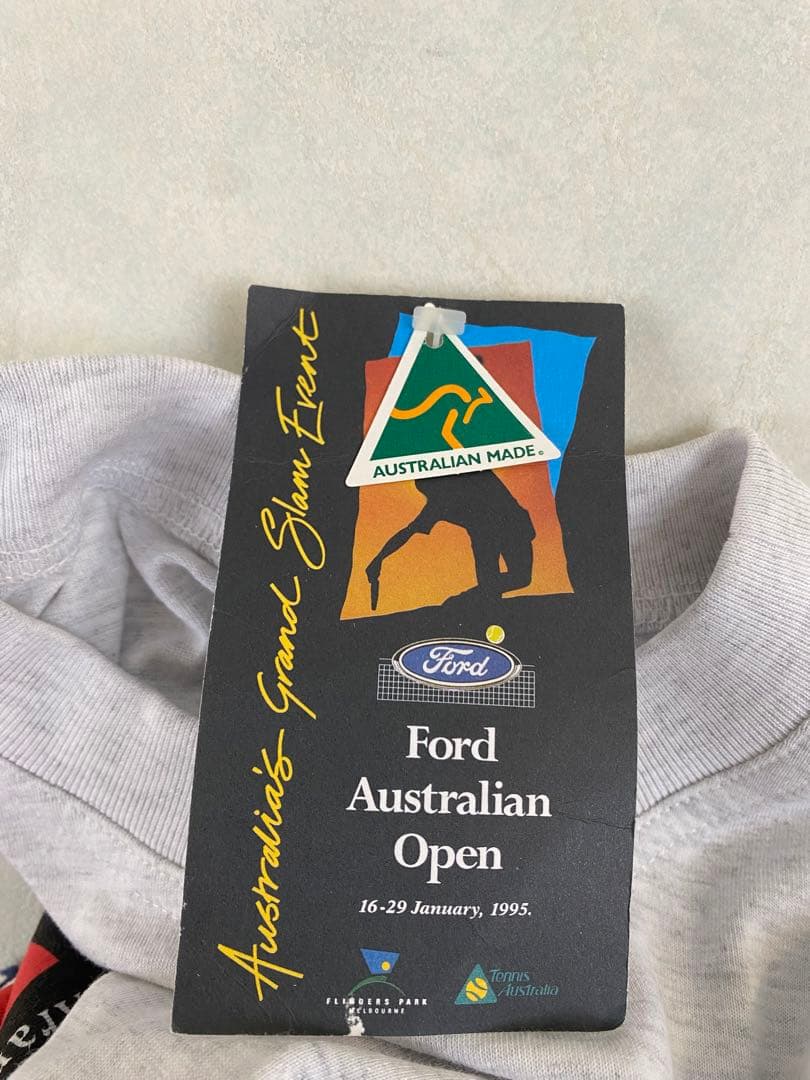 Australia's Grand Slam Event
AUSTRALIAN MADE
Ford
Ford
Australian
Open
16-29 January, 1995.
FLINDERS PARK
MELBOURNE
Tennis
Australia